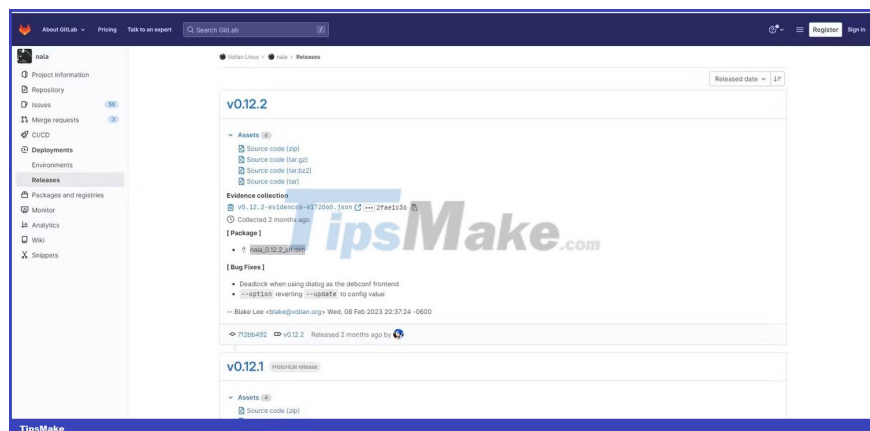 About GitLab
Pricing
Talk to an expert
Search GitLab
/
Register
Sign in
nala
Project information
Repository
Issues 56
Merge requests 3
CI/CD
Deployments
Environments
Releases
Packages and registries
Monitor
Analytics
Wiki
Snippets
Volian Linux › nala › Releases
Released date
v0.12.2
Assets 4
Source code (zip)
Source code (tar.gz)
Source code (tar.bz2)
Source code (tar)
Evidence collection
2fae1c36
Collected 2 months ago
[ Package ]
nala_0.12.2_all.deb
[ Bug Fixes ]
Deadlock when using dialog as the debconf frontend
--option reverting --update to config value
-- Blake Lee <blake@volian.org> Wed, 08 Feb 2023 20:37:24 -0600
7f2bb492 v0.12.2 Released 2 months ago by
v0.12.1 Historical release
Assets 4
Source code (zip)
TipsMake.com
TipsMake